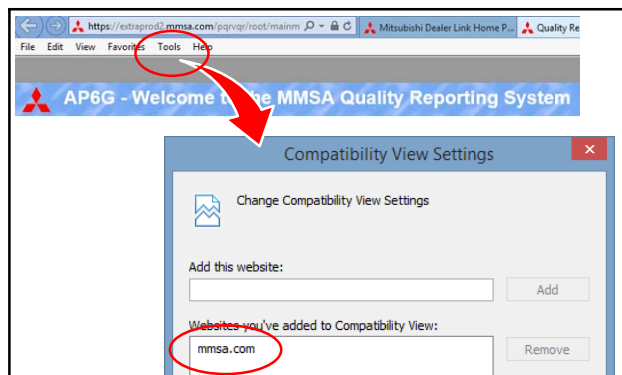 https://extraprod2.mmsa.com/pqrvqr/root/mainm Mitsubishi Dealer Link Home P... Quality Re
File Edit View Favorites Tools Help
AP6G - Welcome to the MMSA Quality Reporting System
Compatibility View Settings
Change Compatibility View Settings
Add this website:
Add
Websites you've added to Compatibility View:
mmsa.com
Remove